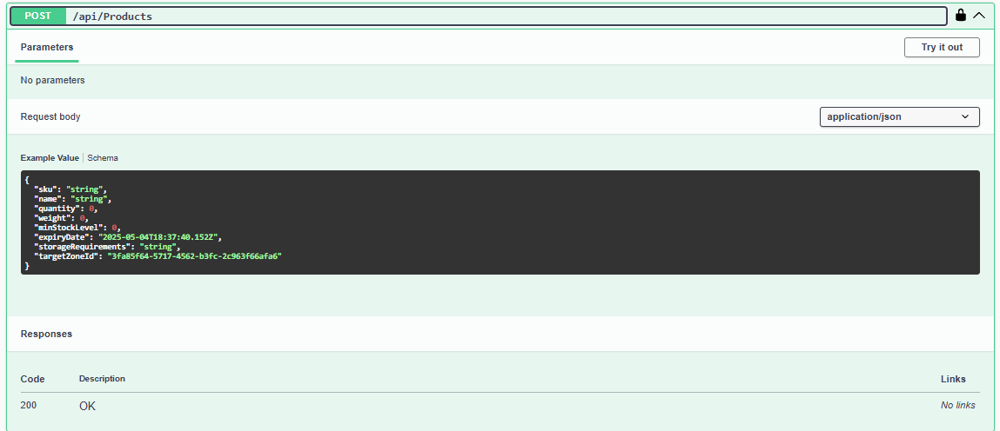 POST /api/Products
Parameters
Try it out
No parameters
Request body
application/json
Example Value | Schema
{
  "sku": "string",
  "name": "string",
  "quantity": 0,
  "weight": 0,
  "minStockLevel": 0,
  "expiryDate": "2025-05-04T18:37:40.152Z",
  "storageRequirements": "string",
  "targetZoneId": "3fa85f64-5717-4562-b3fc-2c963f66afa6"
}
Responses
Code Description Links
200 OK No links